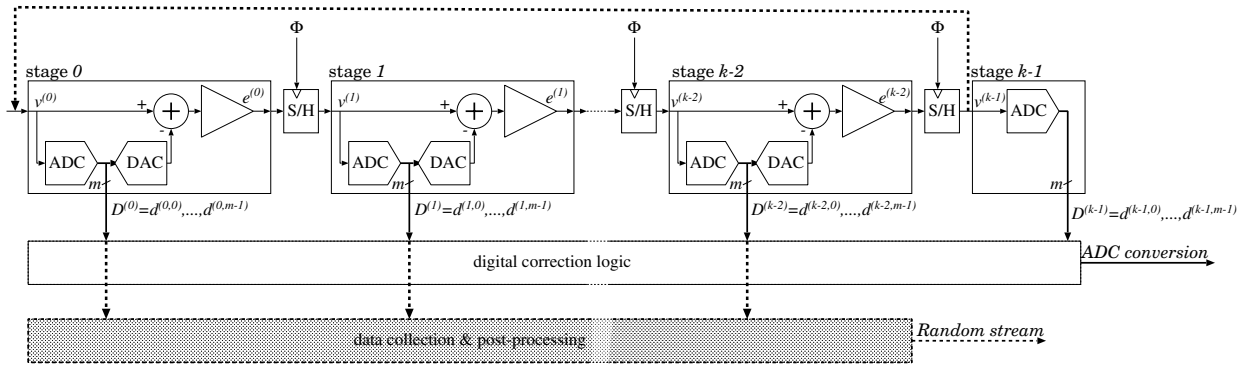 Φ Φ Φ
stage 0 stage 1 stage k-2 stage k-1
v(0) + + - e(0) S/H v(1) + + - e(1) S/H v(k-2) + + - e(k-2) S/H v(k-1) ADC
ADC DAC ADC DAC ADC DAC
m m m m
D(0)=d(0,0),...,d(0,m-1) D(1)=d(1,0),...,d(1,m-1) D(k-2)=d(k-2,0),...,d(k-2,m-1) D(k-1)=d(k-1,0),...,d(k-1,m-1)
digital correction logic ADC conversion
data collection & post-processing Random stream